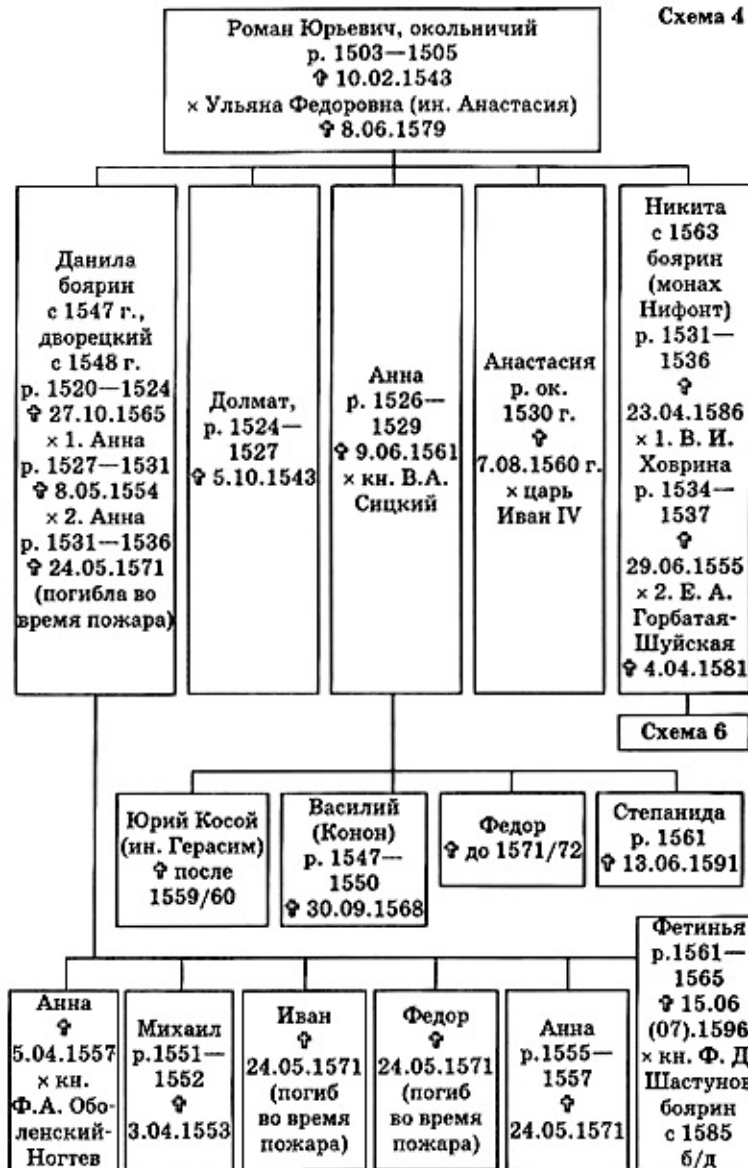 Схема 4
Роман Юрьевич, окольничий
р. 1503—1505
✞ 10.02.1543
× Ульяна Федоровна (ин. Анастасия)
✞ 8.06.1579
Данила
боярин
с 1547 г.,
дворецкий
с 1548 г.
р. 1520—1524
✞ 27.10.1565
× 1. Анна
р. 1527—1531
✞ 8.05.1554
× 2. Анна
р. 1531—1536
✞ 24.05.1571
(погибла во
время пожара)
Долмат,
р. 1524—
1527
✞ 5.10.1543
Анна
р. 1526—
1529
✞ 9.06.1561
× кн. В.А.
Сицкий
Анастасия
р. ок.
1530 г.
✞
7.08.1560 г.
× царь
Иван IV
Никита
с 1563
боярин
(монах
Нифонт)
р. 1531—
1536
✞
23.04.1586
× 1. В. И.
Ховрина
р. 1534—
1537
✞
29.06.1555
× 2. Е. А.
Горбатая-
Шуйская
✞ 4.04.1581
Схема 6
Юрий Косой
(ин. Герасим)
✞ после
1559/60
Василий
(Конон)
р. 1547—
1550
✞ 30.09.1568
Федор
✞ до 1571/72
Степанида
р. 1561
✞ 13.06.1591
Анна
✞
5.04.1557
× кн.
Ф.А. Обо-
ленский-
Ногтев
Михаил
р.1551—
1552
✞
3.04.1553
Иван
✞
24.05.1571
(погиб
во время
пожара)
Федор
✞
24.05.1571
(погиб
во время
пожара)
Анна
р.1555—
1557
✞
24.05.1571
Фетинья
р.1561—
1565
✞ 15.06
(07).1596
× кн. Ф. Д.
Шастунов
боярин
с 1585
б/д